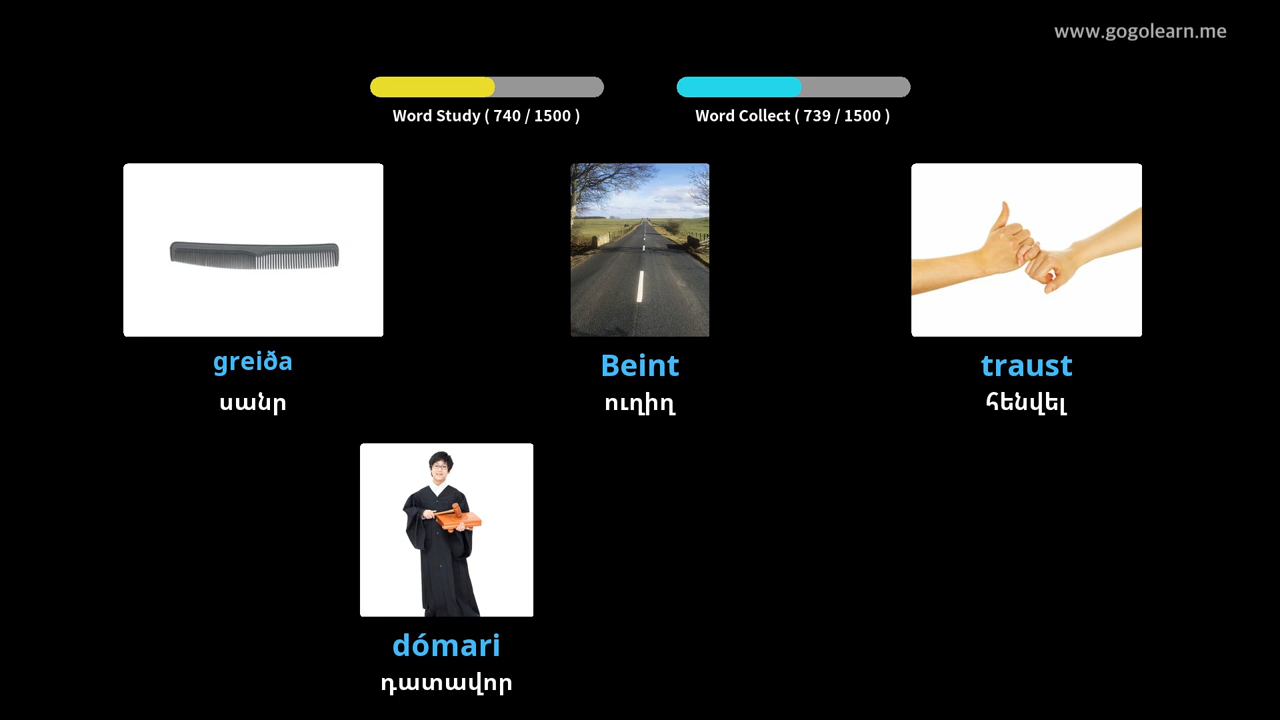 www.gogolearn.me
Word Study ( 740 / 1500 )
Word Collect ( 739 / 1500 )
greiða
սանր
Beint
ուղիղ
traust
հենվել
dómari
դատավոր